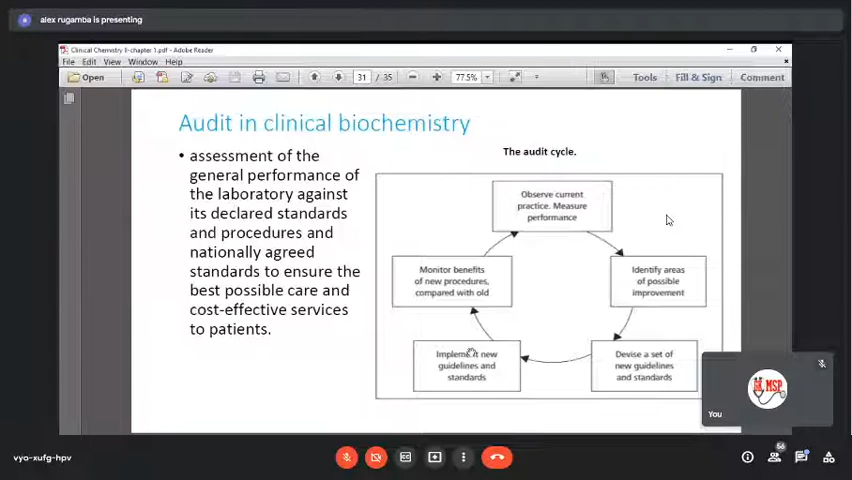 alex rugamba is presenting
Clinical Chemistry II-chapter 1.pdf - Adobe Reader
File Edit View Window Help
Open 31 / 35 77.5% Tools Fill & Sign Comment
Audit in clinical biochemistry
• assessment of the
general performance of
the laboratory against
its declared standards
and procedures and
nationally agreed
standards to ensure the
best possible care and
cost-effective services
to patients.
The audit cycle.
Observe current
practice. Measure
performance
Identify areas
of possible
improvement
Devise a set of
new guidelines
and standards
Implement new
guidelines and
standards
Monitor benefits
of new procedures,
compared with old
MSP
You
vyo-xufg-hpv
56